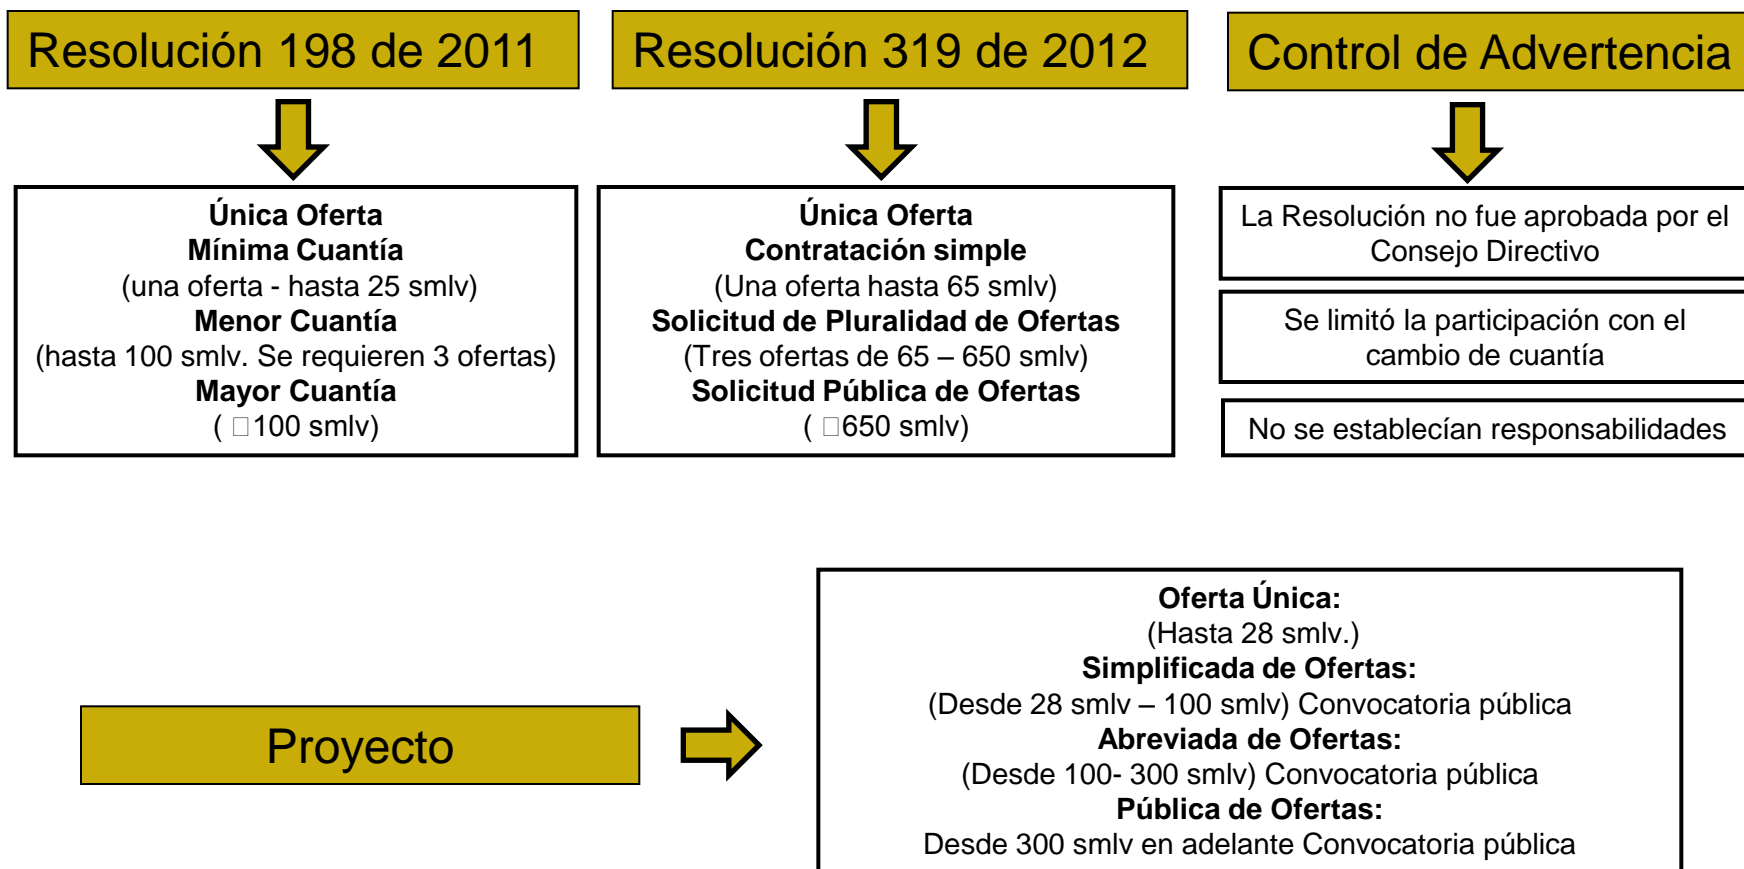 Resolución 198 de 2011
Única Oferta
Mínima Cuantía
(una oferta - hasta 25 smlv)
Menor Cuantía
(hasta 100 smlv. Se requieren 3 ofertas)
Mayor Cuantía
( □100 smlv)
Resolución 319 de 2012
Única Oferta
Contratación simple
(Una oferta hasta 65 smlv)
Solicitud de Pluralidad de Ofertas
(Tres ofertas de 65 – 650 smlv)
Solicitud Pública de Ofertas
( □650 smlv)
Control de Advertencia
La Resolución no fue aprobada por el
Consejo Directivo
Se limitó la participación con el
cambio de cuantía
No se establecían responsabilidades
Proyecto
Oferta Única:
(Hasta 28 smlv.)
Simplificada de Ofertas:
(Desde 28 smlv – 100 smlv) Convocatoria pública
Abreviada de Ofertas:
(Desde 100- 300 smlv) Convocatoria pública
Pública de Ofertas:
Desde 300 smlv en adelante Convocatoria pública